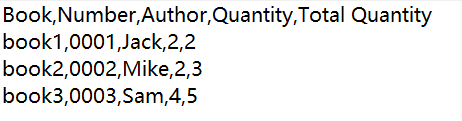 Book,Number,Author,Quantity,Total Quantity
book1,0001,Jack,2,2
book2,0002,Mike,2,3
book3,0003,Sam,4,5